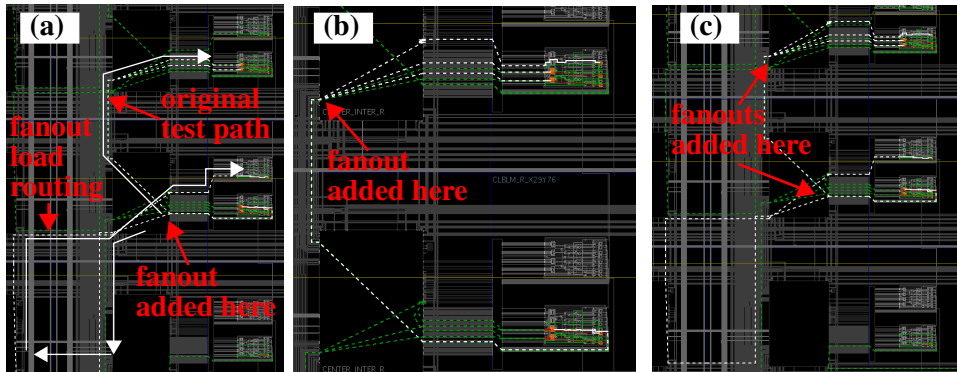 (a)
original
test path
fanout
load
routing
fanout
added here
(b)
CENTER_INTER_R
fanout
added here
CLBLM_R_X29Y76
CENTER_INTER_R
(c)
fanouts
added here